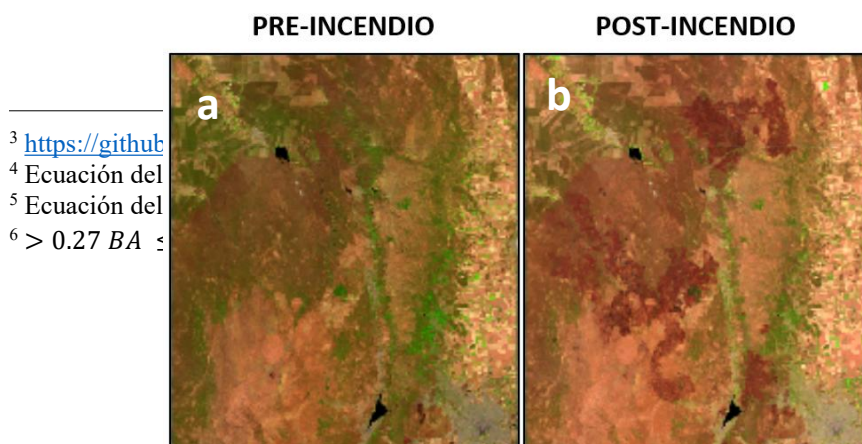 PRE-INCENDIO POST-INCENDIO
a b
³ https://github
⁴ Ecuación del
⁵ Ecuación del
⁶ > 0.27 BA ≤